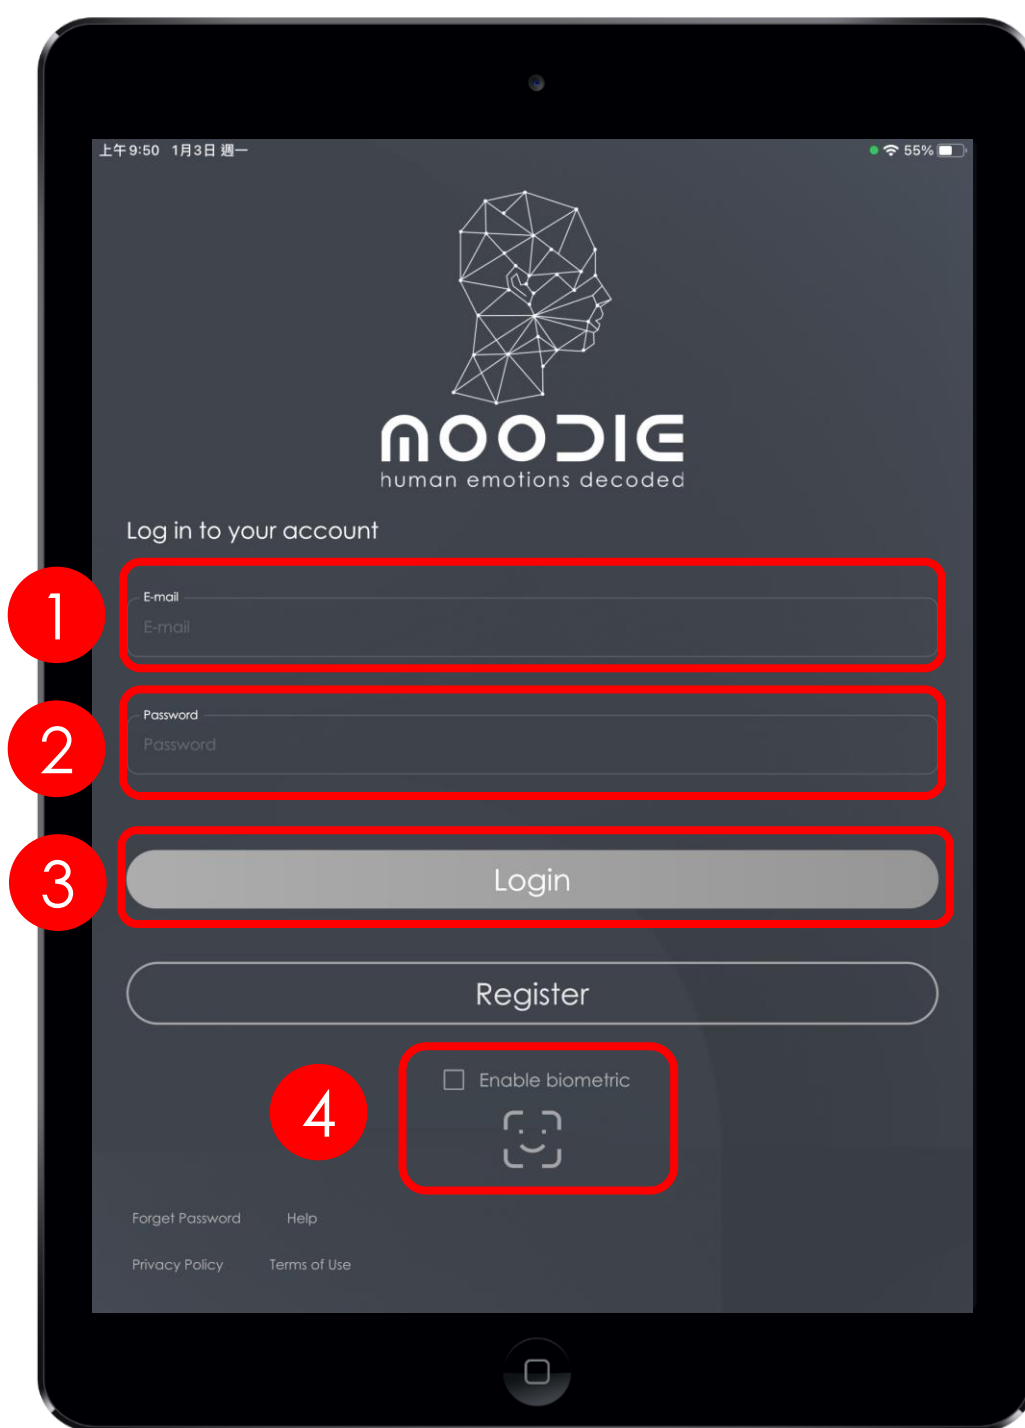 上午9:50 1月3日 週一 55%
MOODIE
human emotions decoded
Log in to your account
1
E-mail
E-mail
2
Password
Password
3
Login
Register
4
Enable biometric
Forget Password Help
Privacy Policy Terms of Use